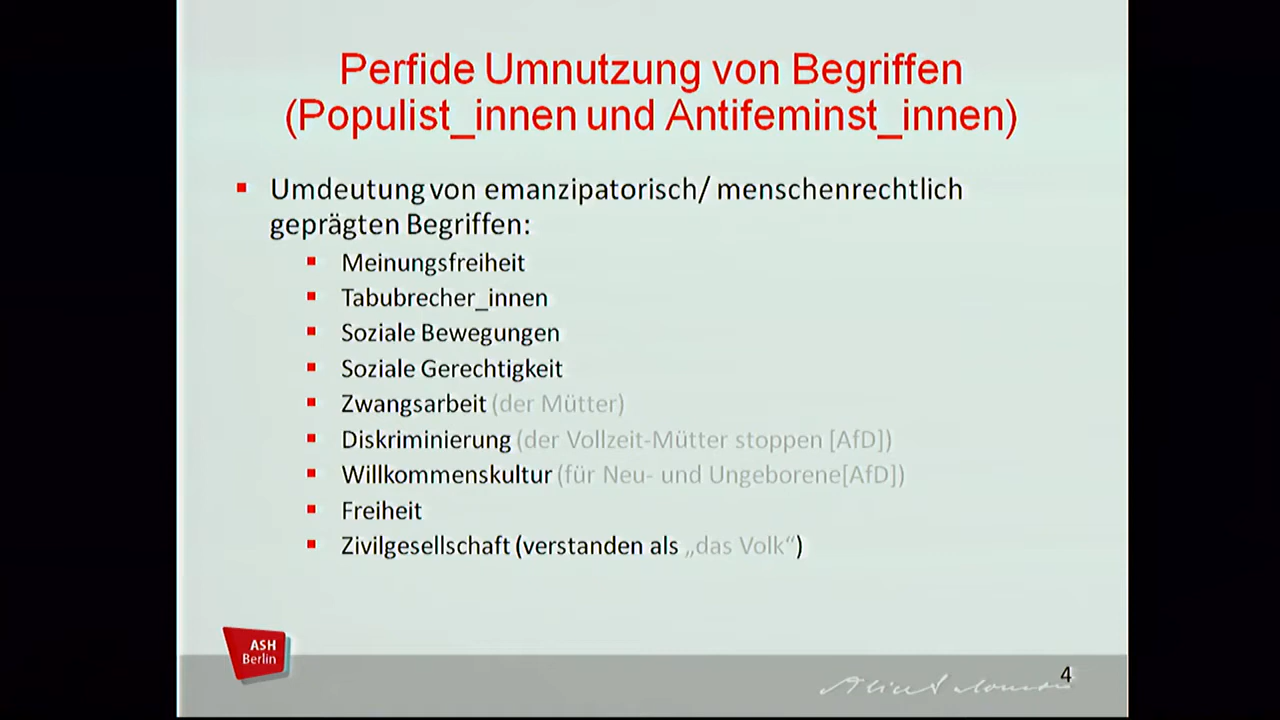 Perfide Umnutzung von Begriffen
(Populist_innen und Antifeminst_innen)
Umdeutung von emanzipatorisch/ menschenrechtlich
geprägten Begriffen:
Meinungsfreiheit
Tabubrecher_innen
Soziale Bewegungen
Soziale Gerechtigkeit
Zwangsarbeit (der Mütter)
Diskriminierung (der Vollzeit-Mütter stoppen [AfD])
Willkommenskultur (für Neu- und Ungeborene[AfD])
Freiheit
Zivilgesellschaft (verstanden als „das Volk“)
ASH
Berlin
4
Alice Salomon